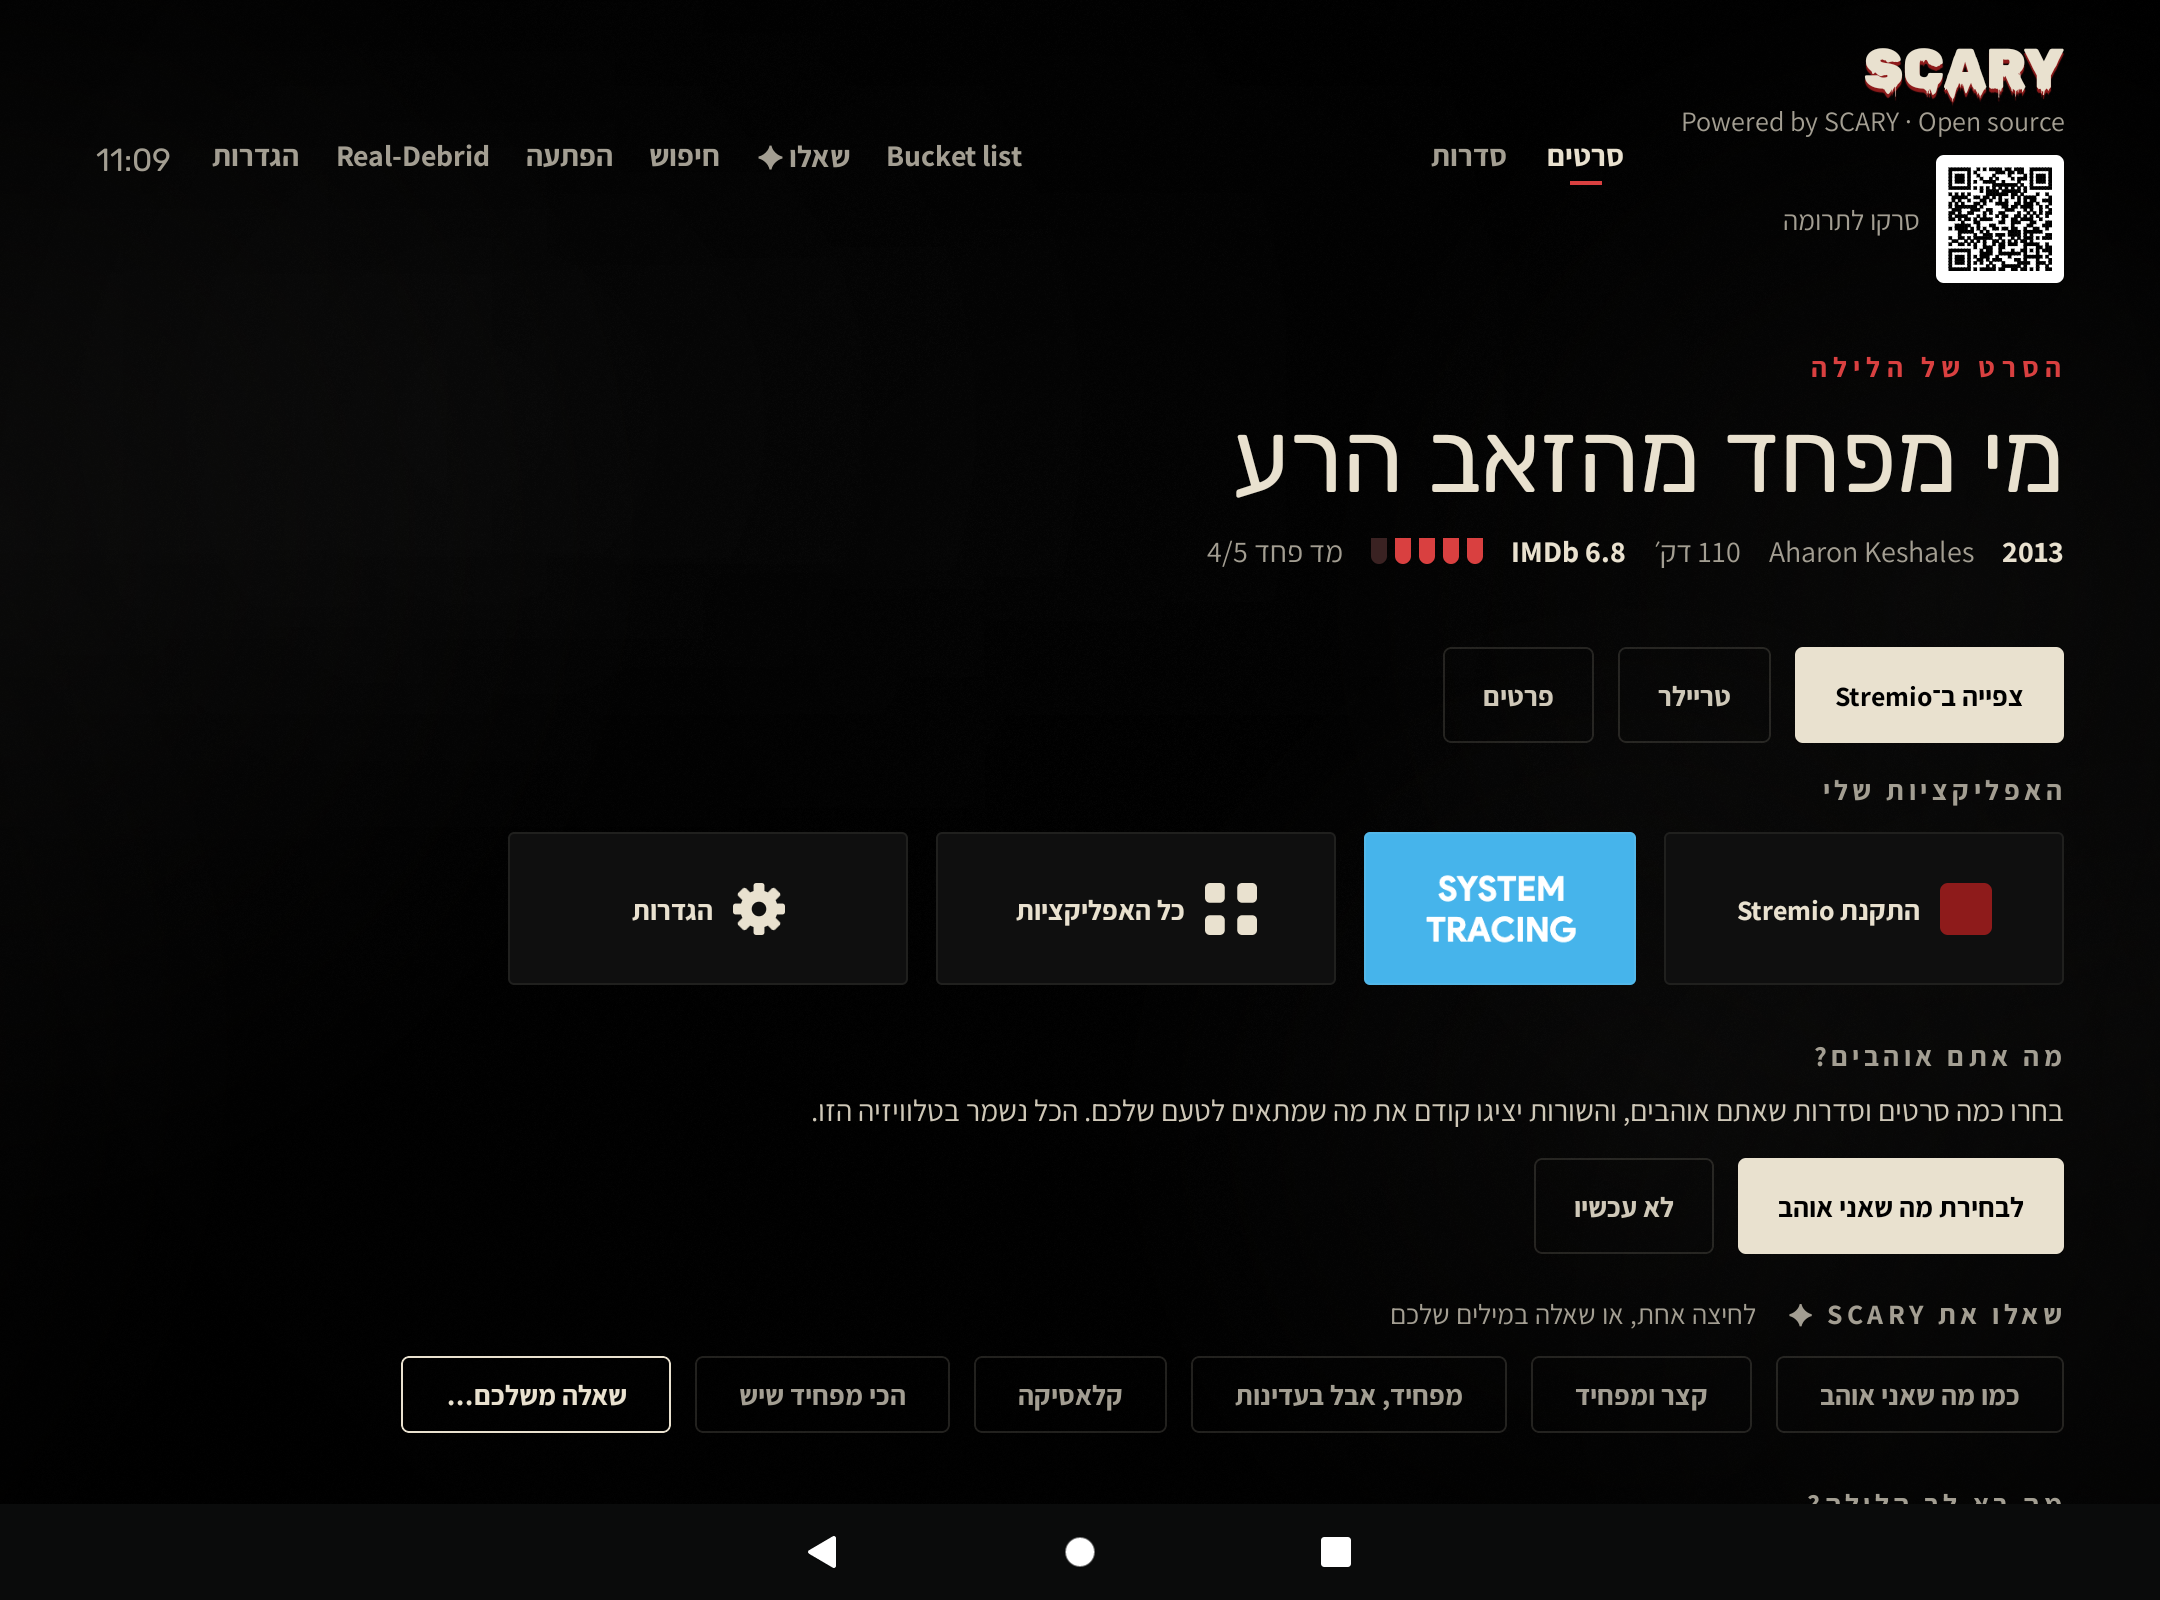 SCARY
Powered by SCARY · Open source
סרטים
סדרות
Bucket list
שאלו ✦
חיפוש
הפתעה
Real-Debrid
הגדרות
11:09
סרקו לתרומה
הסרט של הלילה
מי מפחד מהזאב הרע
2013 Aharon Keshales 110 דק׳ IMDb 6.8 מד פחד 4/5
צפייה ב־Stremio
טריילר
פרטים
האפליקציות שלי
התקנת Stremio
SYSTEM
TRACING
כל האפליקציות
הגדרות
מה אתם אוהבים?
בחרו כמה סרטים וסדרות שאתם אוהבים, והשורות יציגו קודם את מה שמתאים לטעם שלכם. הכל נשמר בטלוויזיה הזו.
לבחירת מה שאני אוהב
לא עכשיו
שאלו את SCARY ✦ לחיצה אחת, או שאלה במילים שלכם
כמו מה שאני אוהב
קצר ומפחיד
מפחיד, אבל בעדינות
קלאסיקה
הכי מפחיד שיש
שאלה משלכם...